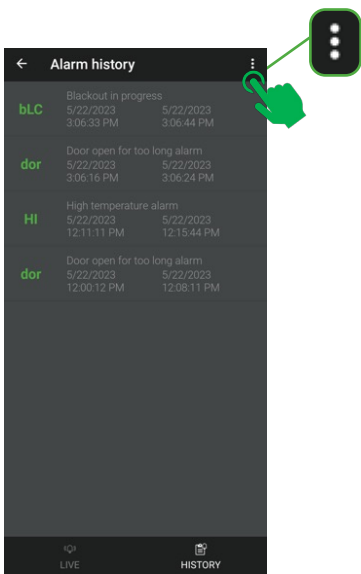 Alarm history
Blackout in progress
bLC 5/22/2023 5/22/2023
3:06:33 PM 3:06:44 PM
Door open for too long alarm
dor 5/22/2023 5/22/2023
3:06:16 PM 3:06:24 PM
High temperature alarm
HI 5/22/2023 5/22/2023
12:11:11 PM 12:15:44 PM
Door open for too long alarm
dor 5/22/2023 5/22/2023
12:00:12 PM 12:08:11 PM
LIVE HISTORY